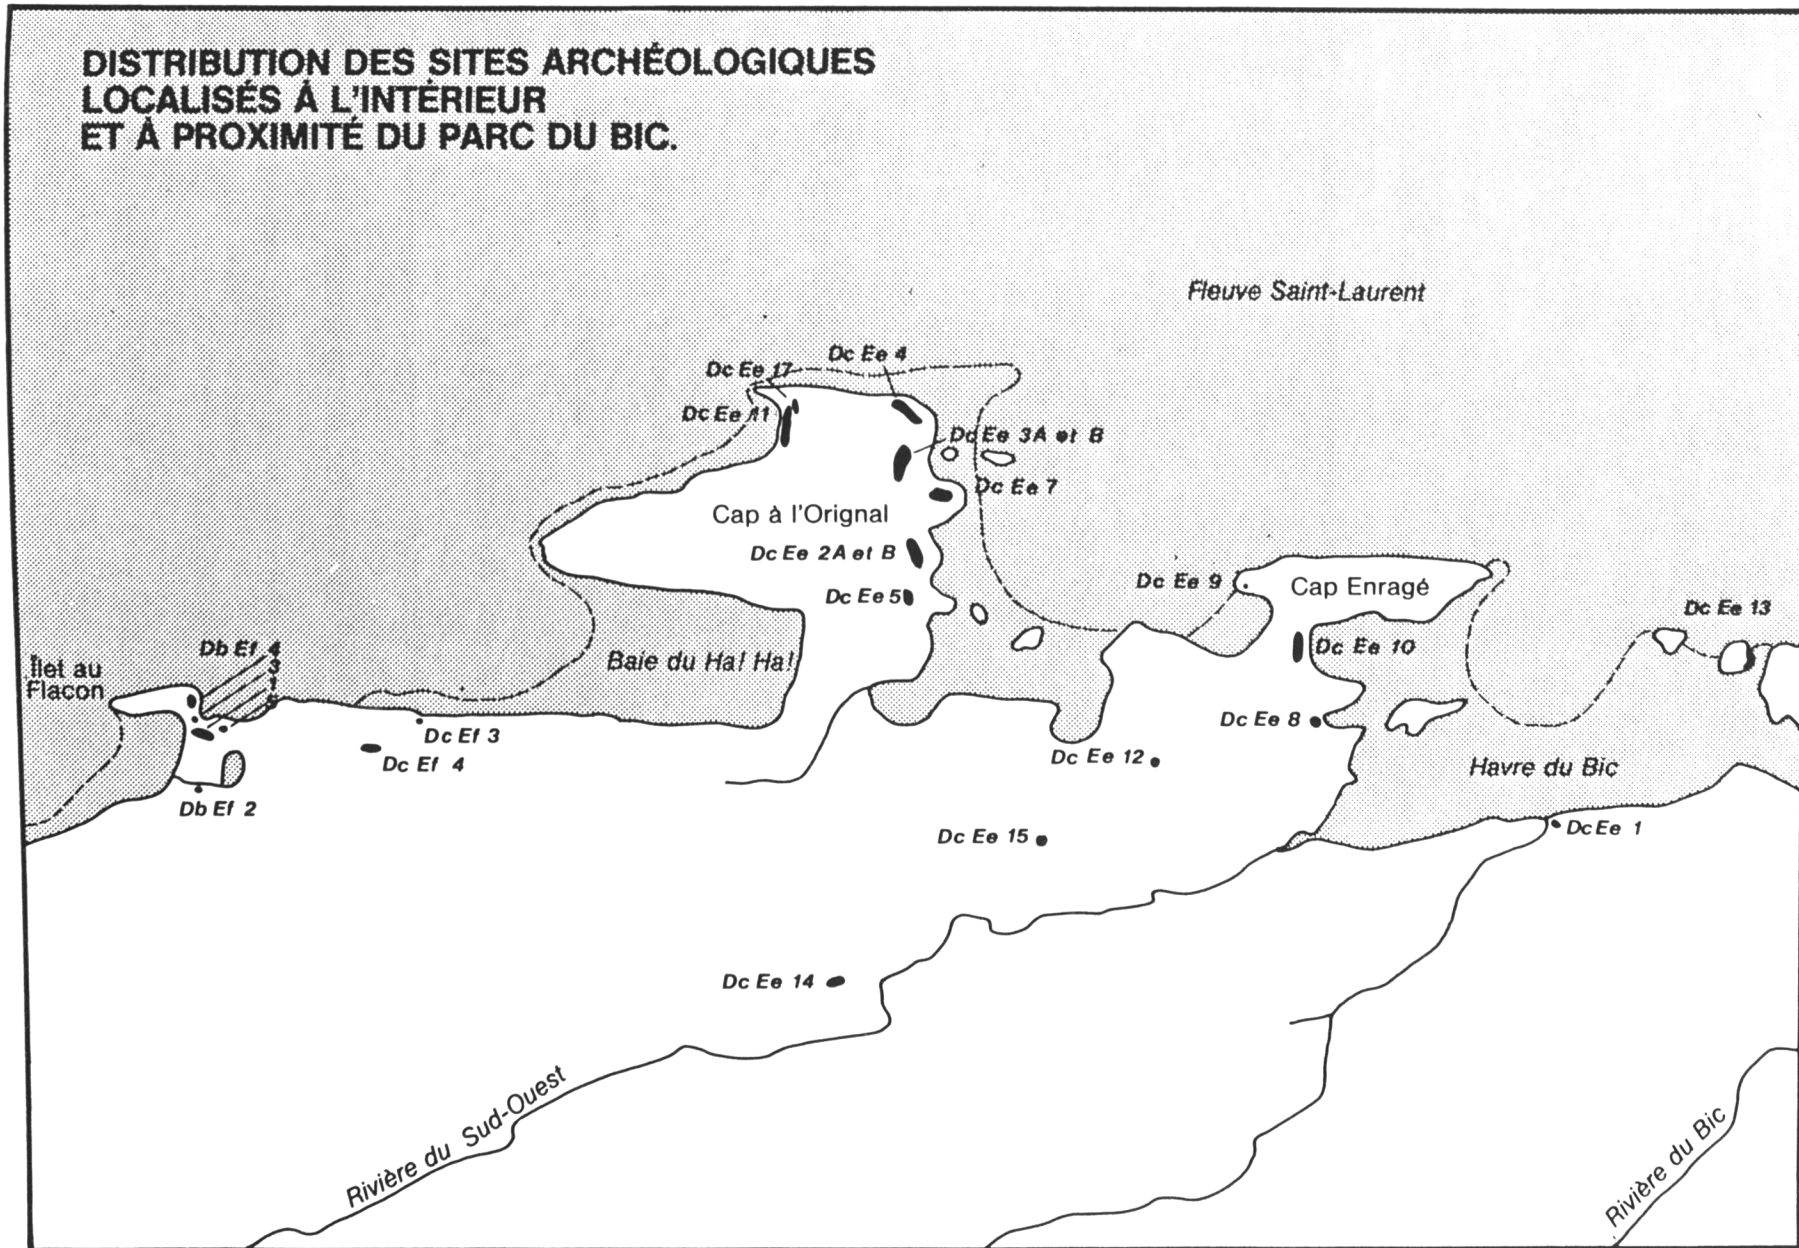 DISTRIBUTION DES SITES ARCHÉOLOGIQUES
LOCALISÉS À L'INTÉRIEUR
ET À PROXIMITÉ DU PARC DU BIC.
Fleuve Saint-Laurent
Dc Ee 4
Dc Ee 17
Dc Ee 11
Dc Ee 3A et B
Dc Ee 7
Cap à l'Orignal
Dc Ee 2A et B
Dc Ee 5
Dc Ee 9
Cap Enragé
Dc Ee 13
Dc Ee 10
Db Ef 4
3
1
Îlet au
Flacon
Baie du Ha! Ha!
Dc Ee 8
Dc Ef 3
Dc Ef 4
Dc Ee 12
Havre du Bic
Db Ef 2
Dc Ee 15
Dc Ee 1
Dc Ee 14
Rivière du Sud-Ouest
Rivière du Bic